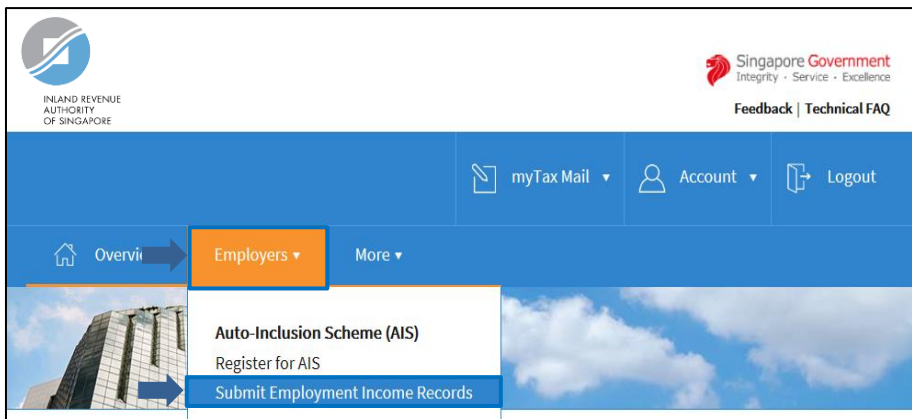 INLAND REVENUE
AUTHORITY
OF SINGAPORE
Singapore Government
Integrity · Service · Excellence
Feedback | Technical FAQ
myTax Mail ▾
Account ▾
Logout
Employers ▾
More ▾
Auto-Inclusion Scheme (AIS)
Register for AIS
Submit Employment Income Records